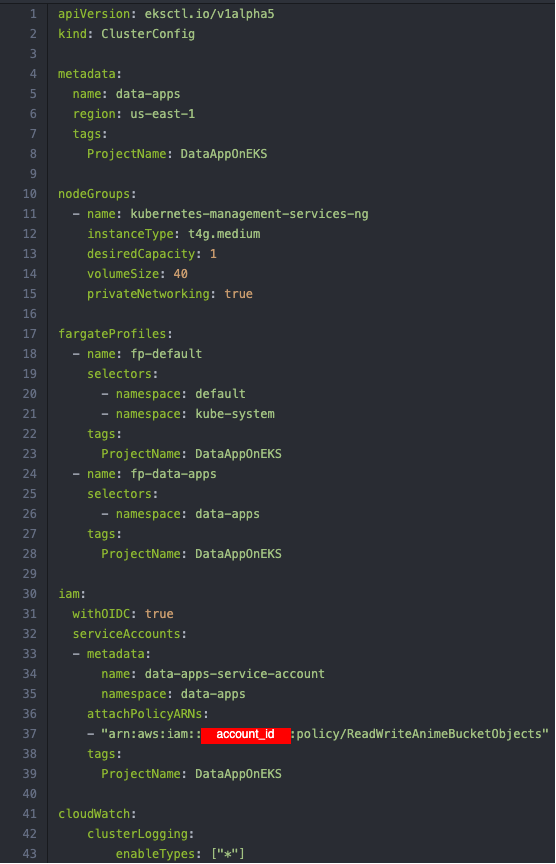 1 apiVersion: eksctl.io/v1alpha5
2 kind: ClusterConfig
3
4 metadata:
5   name: data-apps
6   region: us-east-1
7   tags:
8     ProjectName: DataAppOnEKS
9
10 nodeGroups:
11   - name: kubernetes-management-services-ng
12     instanceType: t4g.medium
13     desiredCapacity: 1
14     volumeSize: 40
15     privateNetworking: true
16
17 fargateProfiles:
18   - name: fp-default
19     selectors:
20       - namespace: default
21       - namespace: kube-system
22     tags:
23       ProjectName: DataAppOnEKS
24   - name: fp-data-apps
25     selectors:
26       - namespace: data-apps
27     tags:
28       ProjectName: DataAppOnEKS
29
30 iam:
31   withOIDC: true
32   serviceAccounts:
33   - metadata:
34       name: data-apps-service-account
35       namespace: data-apps
36     attachPolicyARNs:
37     - "arn:aws:iam::account_id:policy/ReadWriteAnimeBucketObjects"
38     tags:
39       ProjectName: DataAppOnEKS
40
41 cloudWatch:
42     clusterLogging:
43         enableTypes: ["*"]